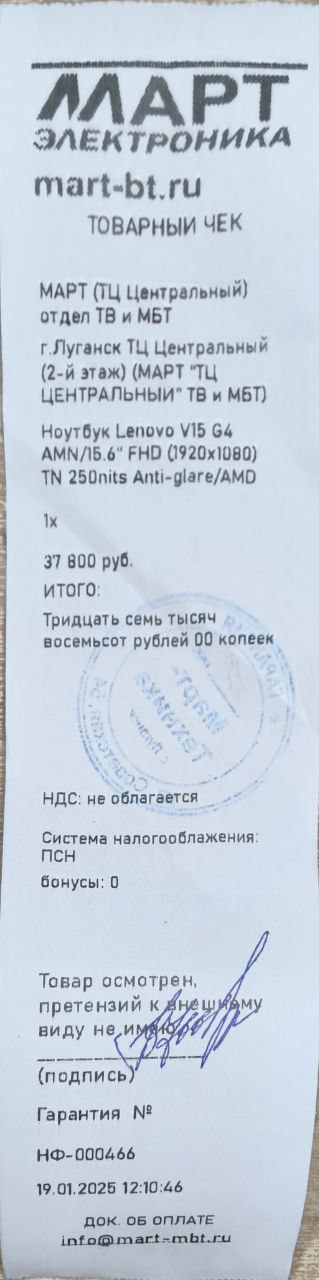 МАРТ
ЭЛЕКТРОНИКА
mart-bt.ru
ТОВАРНЫЙ ЧЕК
МАРТ (ТЦ Центральный)
отдел ТВ и МБТ
г.Луганск ТЦ Центральный
(2-й этаж) (МАРТ "ТЦ
ЦЕНТРАЛЬНЫЙ" ТВ и МБТ)
Ноутбук Lenovo V15 G4
AMN/15.6" FHD (1920x1080)
TN 250nits Anti-glare/AMD
1x
37 800 руб.
ИТОГО:
Тридцать семь тысяч
восемьсот рублей 00 копеек
МАРТ-
ТЕХНИКА
НДС: не облагается
Система налогооблажения:
ПСН
бонусы: 0
Товар осмотрен,
претензий к внешнему
виду не имею
(подпись)
Гарантия №
НФ-000466
19.01.2025 12:10:46
ДОК. ОБ ОПЛАТЕ
info@mart-mbt.ru